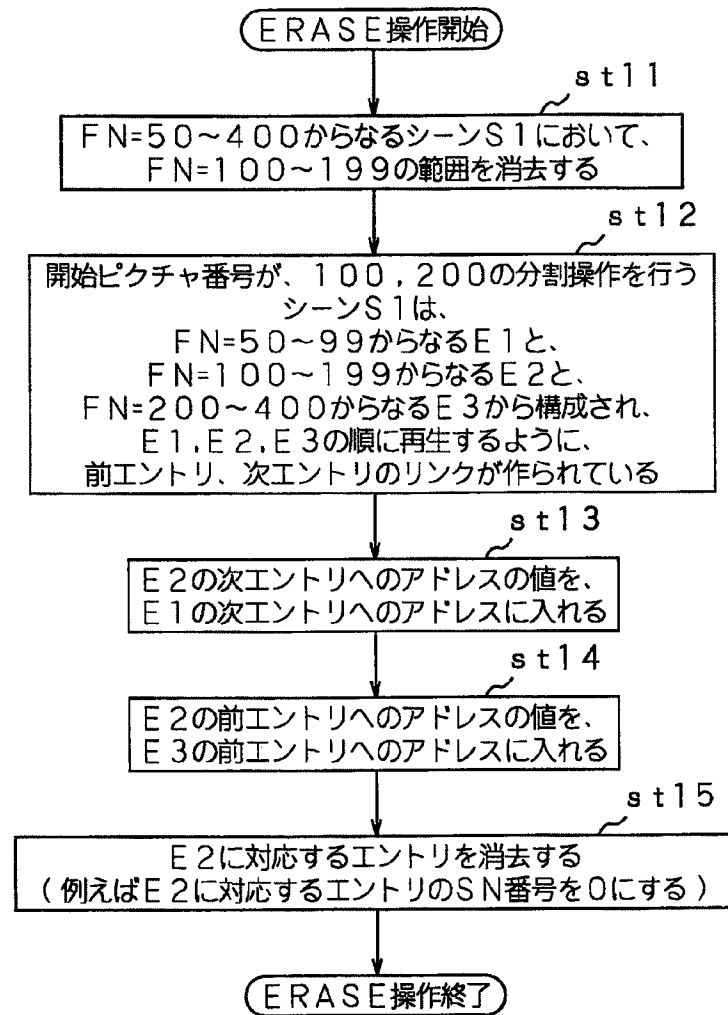 ERASE操作開始
st11
FN=50~400からなるシーンS1において、
FN=100~199の範囲を消去する
st12
開始ピクチャ番号が、100,200の分割操作を行う
シーンS1は、
FN=50~99からなるE1と、
FN=100~199からなるE2と、
FN=200~400からなるE3から構成され、
E1,E2,E3の順に再生するように、
前エントリ、次エントリのリンクが作られている
st13
E2の次エントリへのアドレスの値を、
E1の次エントリへのアドレスに入れる
st14
E2の前エントリへのアドレスの値を、
E3の前エントリへのアドレスに入れる
st15
E2に対応するエントリを消去する
(例えばE2に対応するエントリのSN番号を0にする)
ERASE操作終了